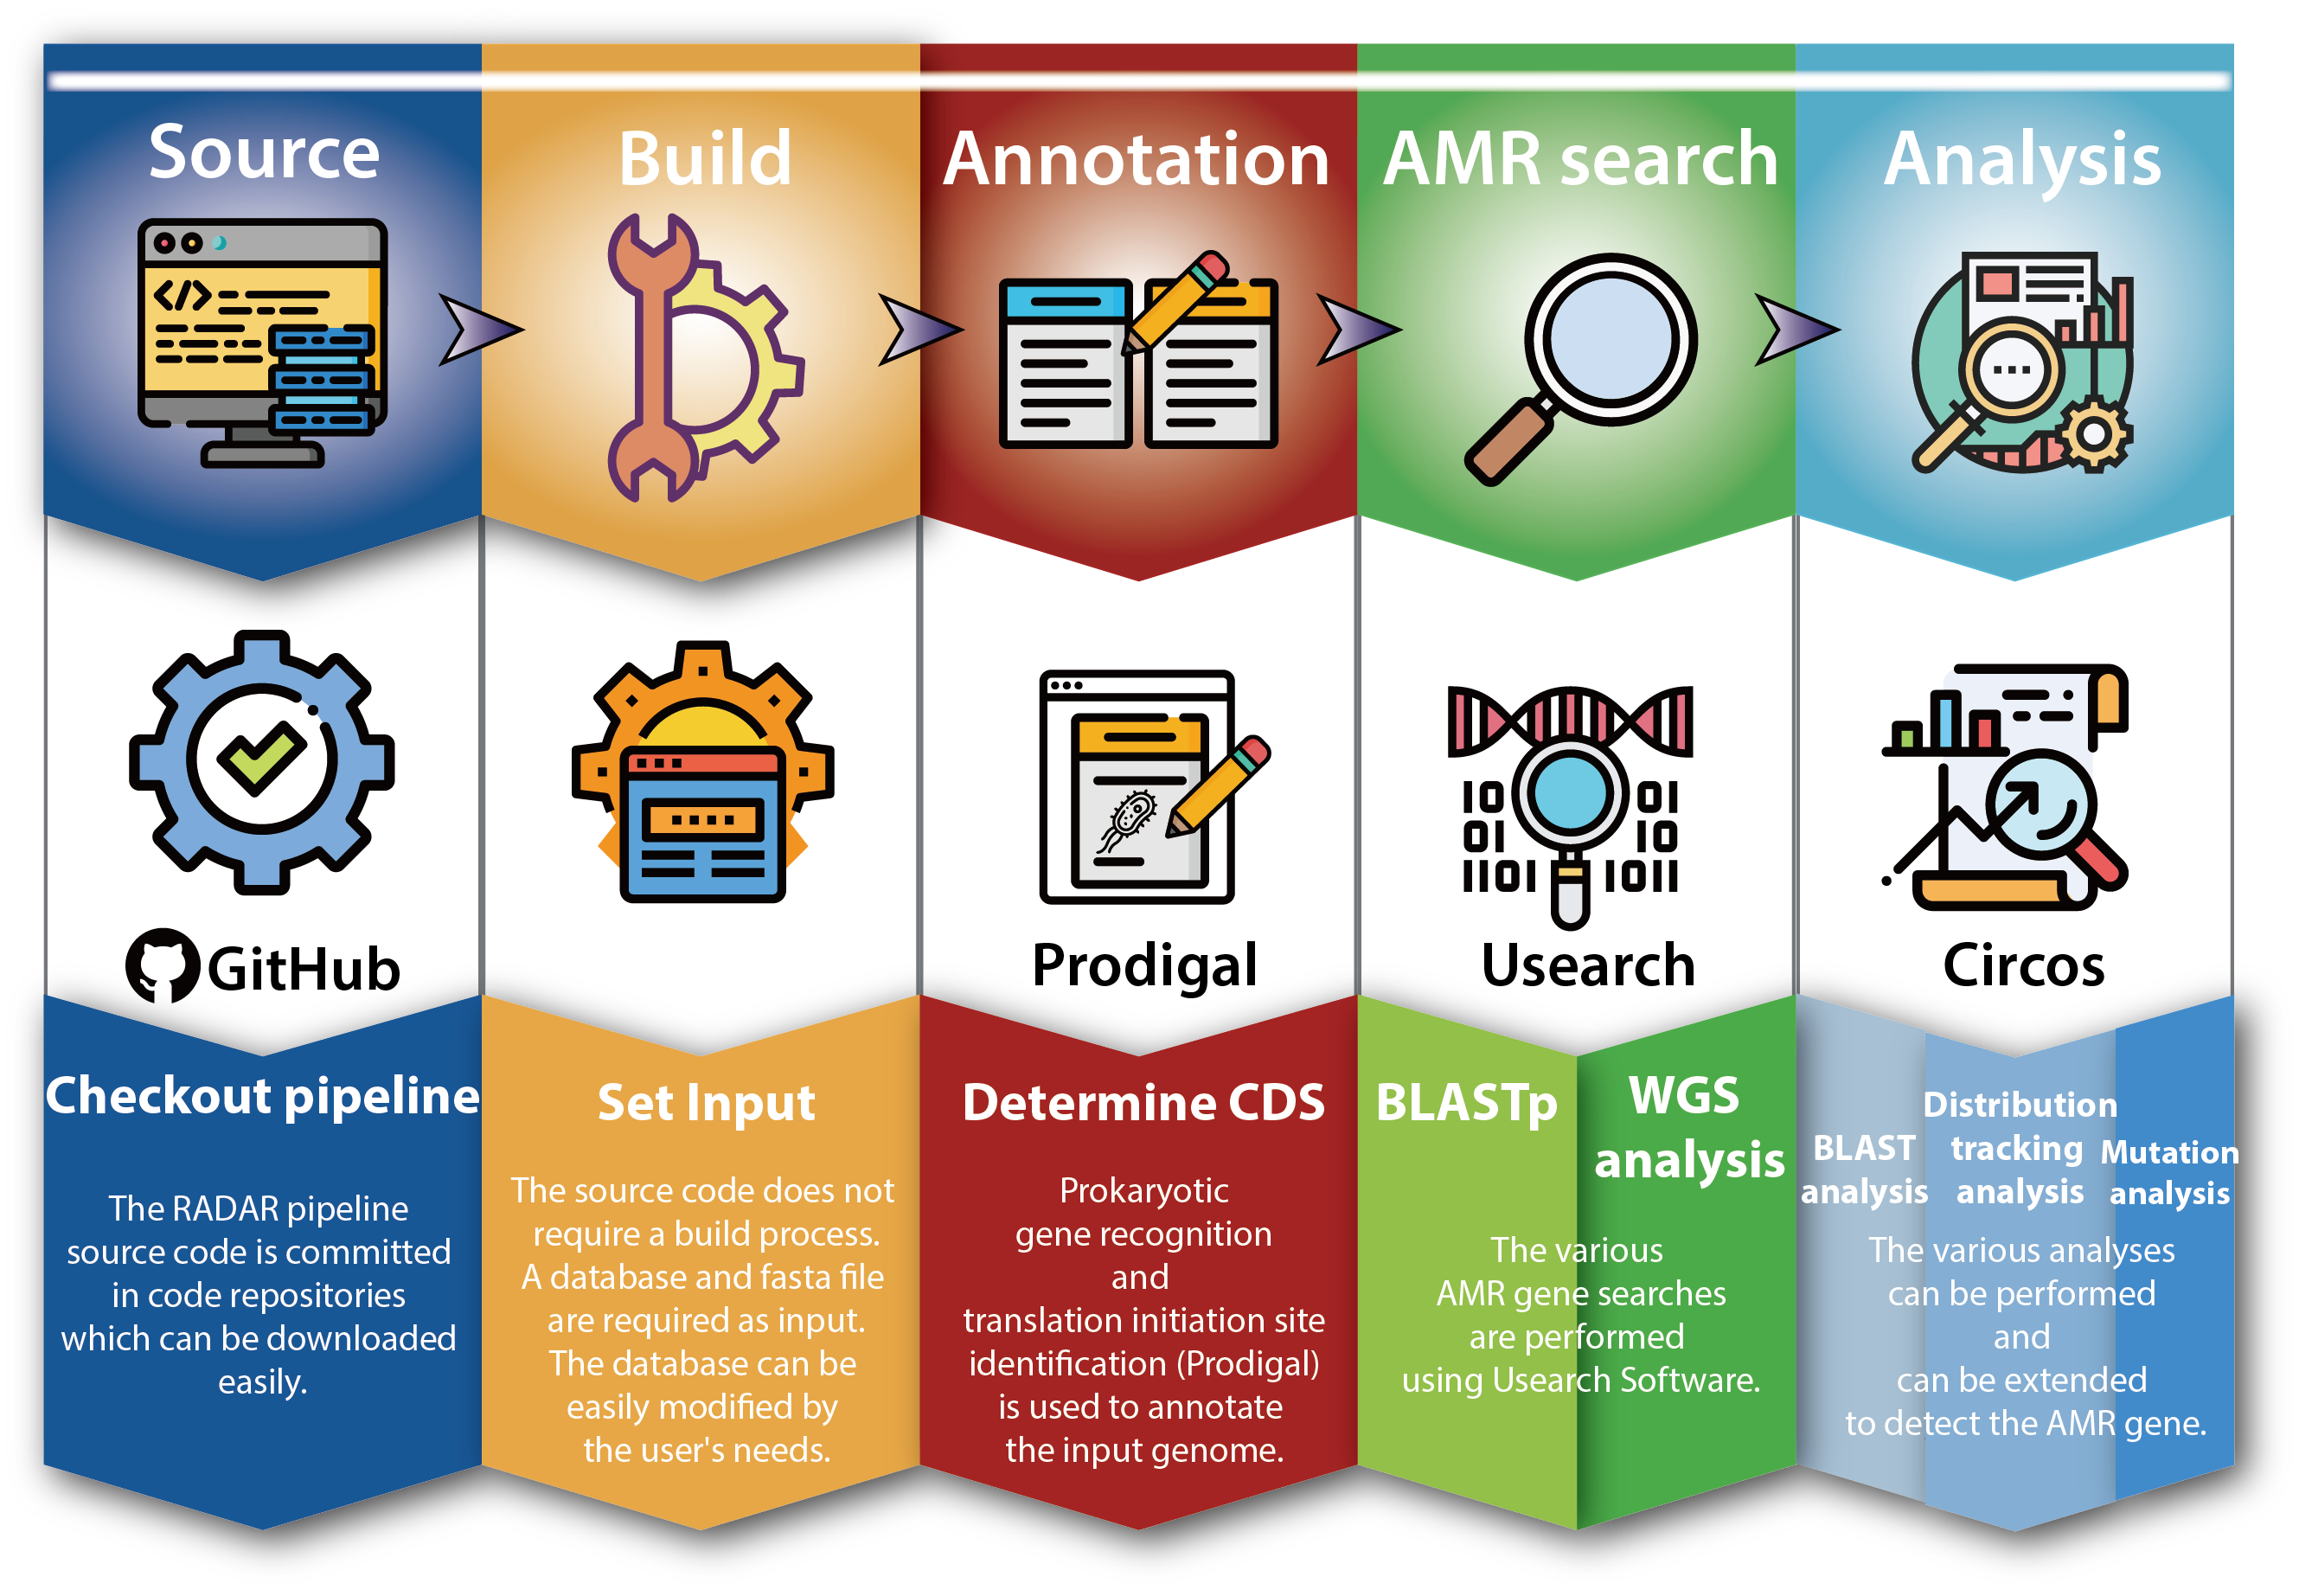 Source
Build
Annotation
AMR search
Analysis
</>
10 01
01 10
1101 1011
GitHub
Prodigal
Usearch
Circos
Checkout pipeline
The RADAR pipeline
source code is committed
in code repositories
which can be downloaded
easily.
Set Input
The source code does not
require a build process.
A database and fasta file
are required as input.
The database can be
easily modified by
the user's needs.
Determine CDS
Prokaryotic
gene recognition
and
translation initiation site
identification (Prodigal)
is used to annotate
the input genome.
BLASTp
WGS
analysis
The various
AMR gene searches
are performed
using Usearch Software.
BLAST
analysis
Distribution
tracking
analysis
Mutation
analysis
The various analyses
can be performed
and
can be extended
to detect the AMR gene.